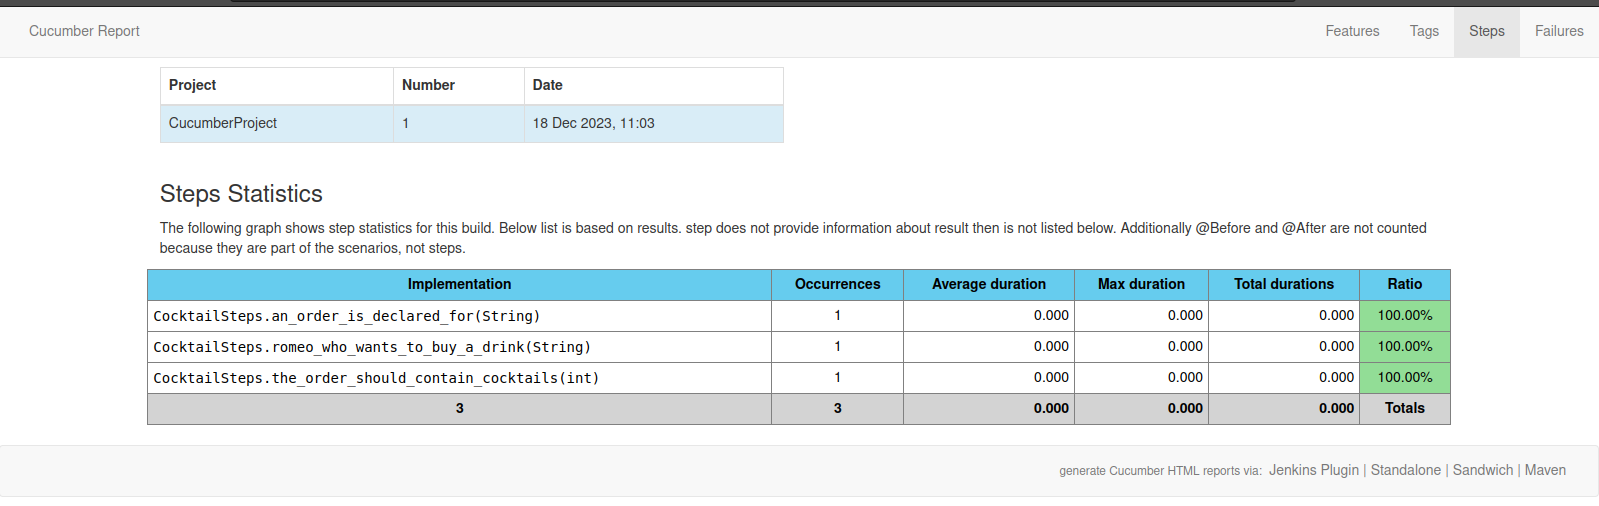 Cucumber Report Features Tags Steps Failures
Project Number Date
CucumberProject 1 18 Dec 2023, 11:03
Steps Statistics
The following graph shows step statistics for this build. Below list is based on results. step does not provide information about result then is not listed below. Additionally @Before and @After are not counted
because they are part of the scenarios, not steps.
Implementation Occurrences Average duration Max duration Total durations Ratio
CocktailSteps.an_order_is_declared_for(String) 1 0.000 0.000 0.000 100.00%
CocktailSteps.romeo_who_wants_to_buy_a_drink(String) 1 0.000 0.000 0.000 100.00%
CocktailSteps.the_order_should_contain_cocktails(int) 1 0.000 0.000 0.000 100.00%
3 3 0.000 0.000 0.000 Totals
generate Cucumber HTML reports via: Jenkins Plugin | Standalone | Sandwich | Maven